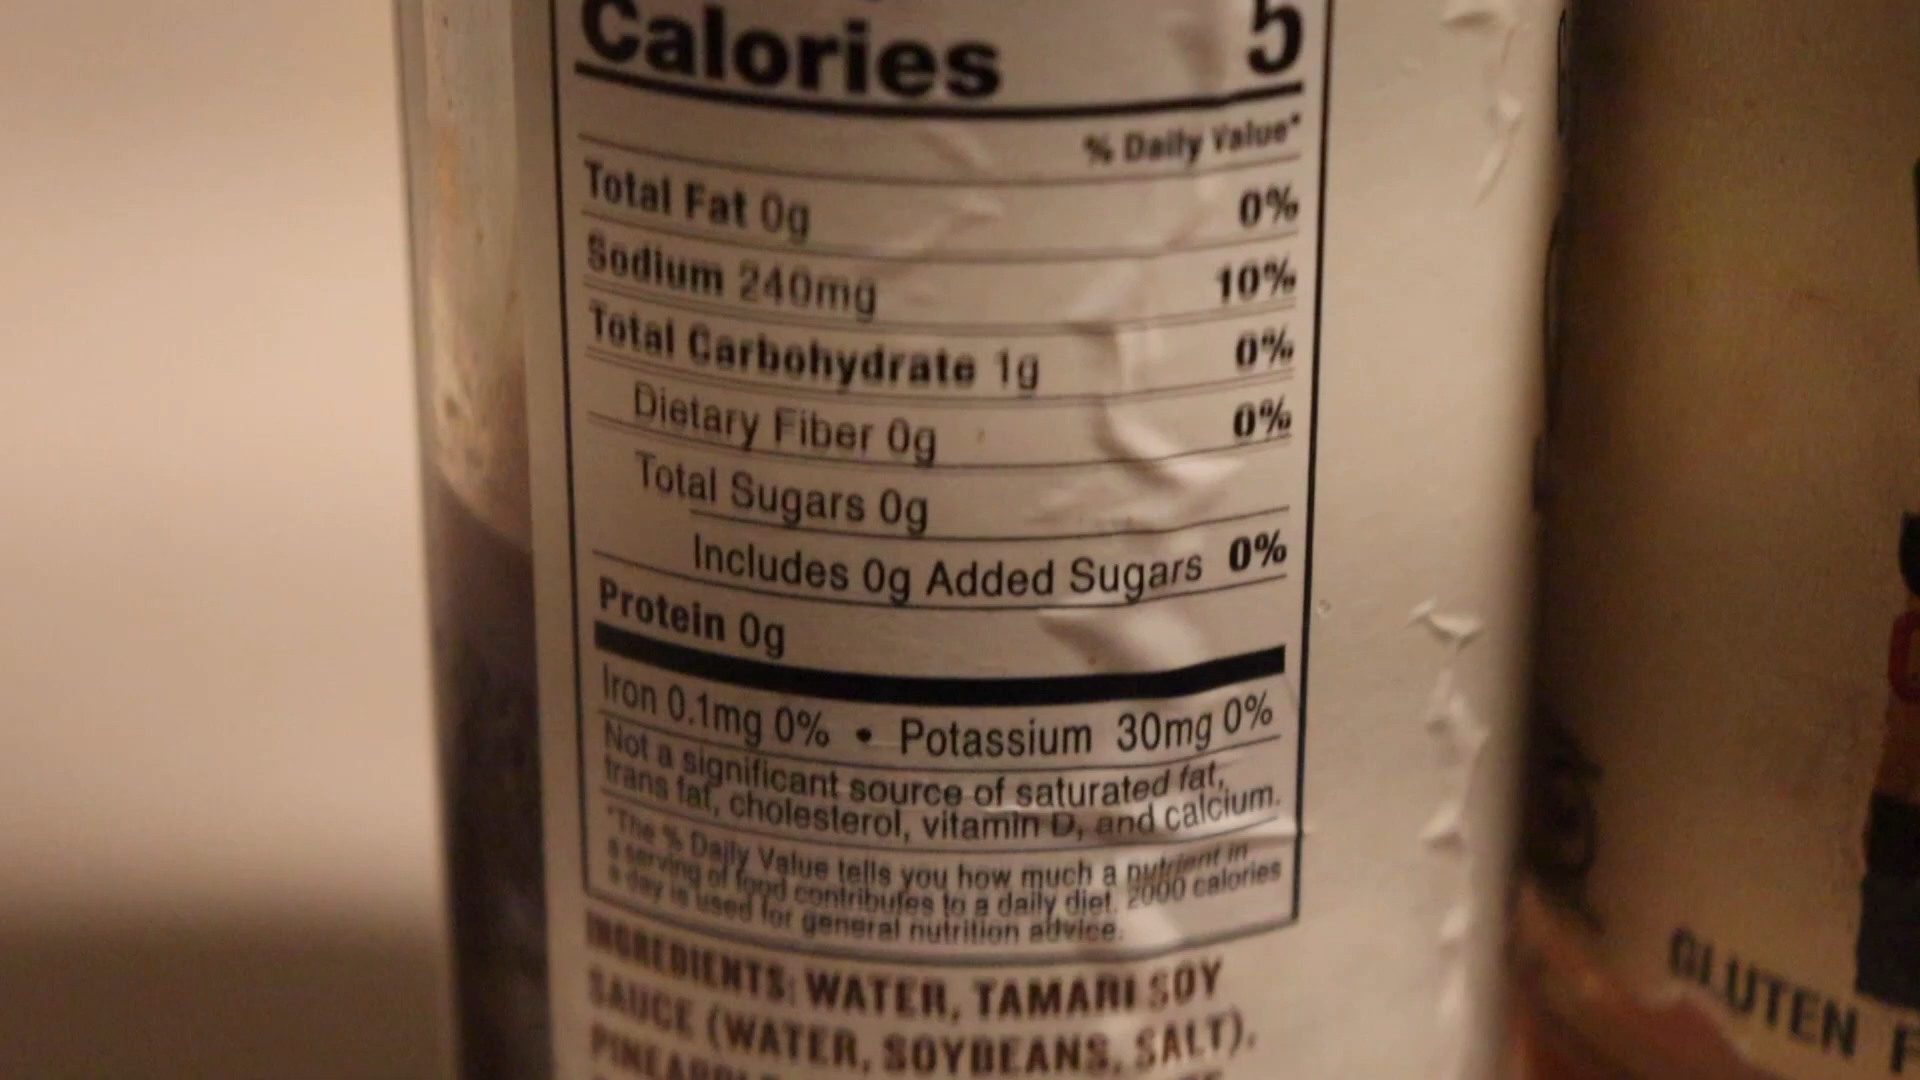 Calories 5
% Daily Value*
Total Fat 0g 0%
Sodium 240mg 10%
Total Carbohydrate 1g 0%
Dietary Fiber 0g 0%
Total Sugars 0g
Includes 0g Added Sugars 0%
Protein 0g
Iron 0.1mg 0% • Potassium 30mg 0%
Not a significant source of saturated fat,
trans fat, cholesterol, vitamin D, and calcium.
*The % Daily Value tells you how much a nutrient in
a serving of food contributes to a daily diet. 2000 calories
a day is used for general nutrition advice.
INGREDIENTS: WATER, TAMARI SOY
SAUCE (WATER, SOYBEANS, SALT),
GLUTEN